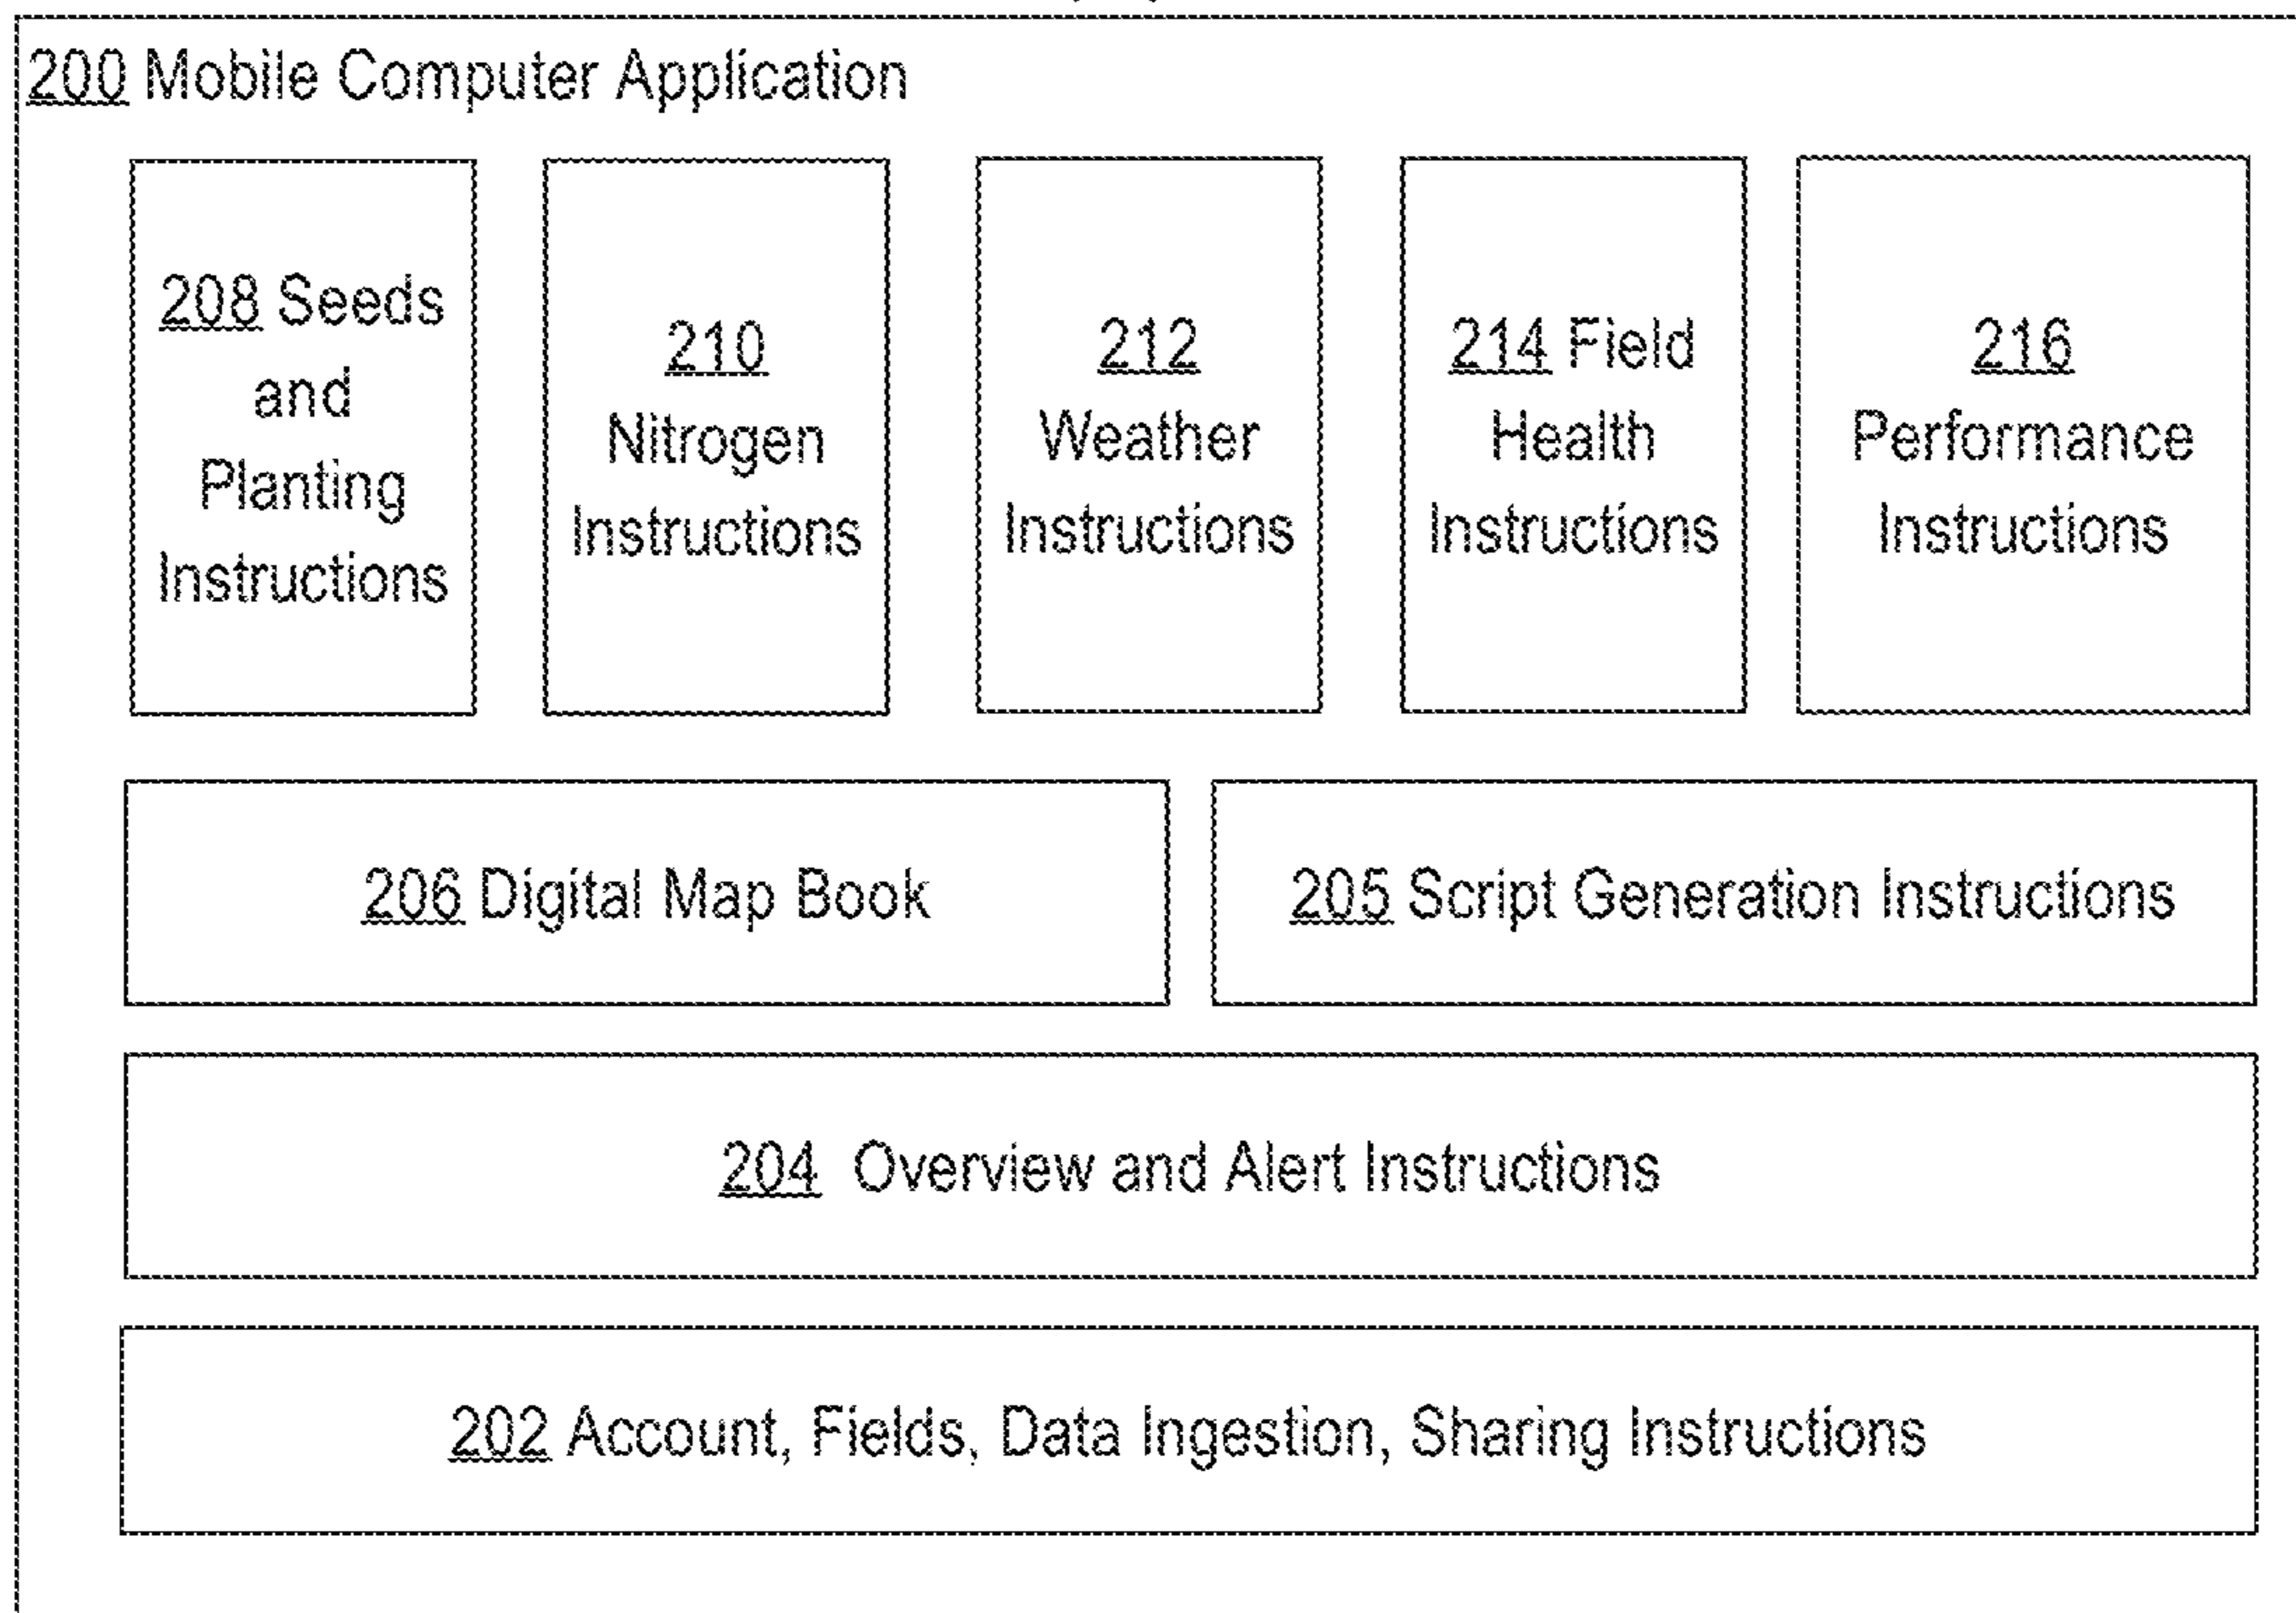 200 Mobile Computer Application
208 Seeds
and
Planting
Instructions
210
Nitrogen
Instructions
212
Weather
Instructions
214 Field
Health
Instructions
216
Performance
Instructions
206 Digital Map Book
205 Script Generation Instructions
204 Overview and Alert Instructions
202 Account, Fields, Data Ingestion, Sharing Instructions